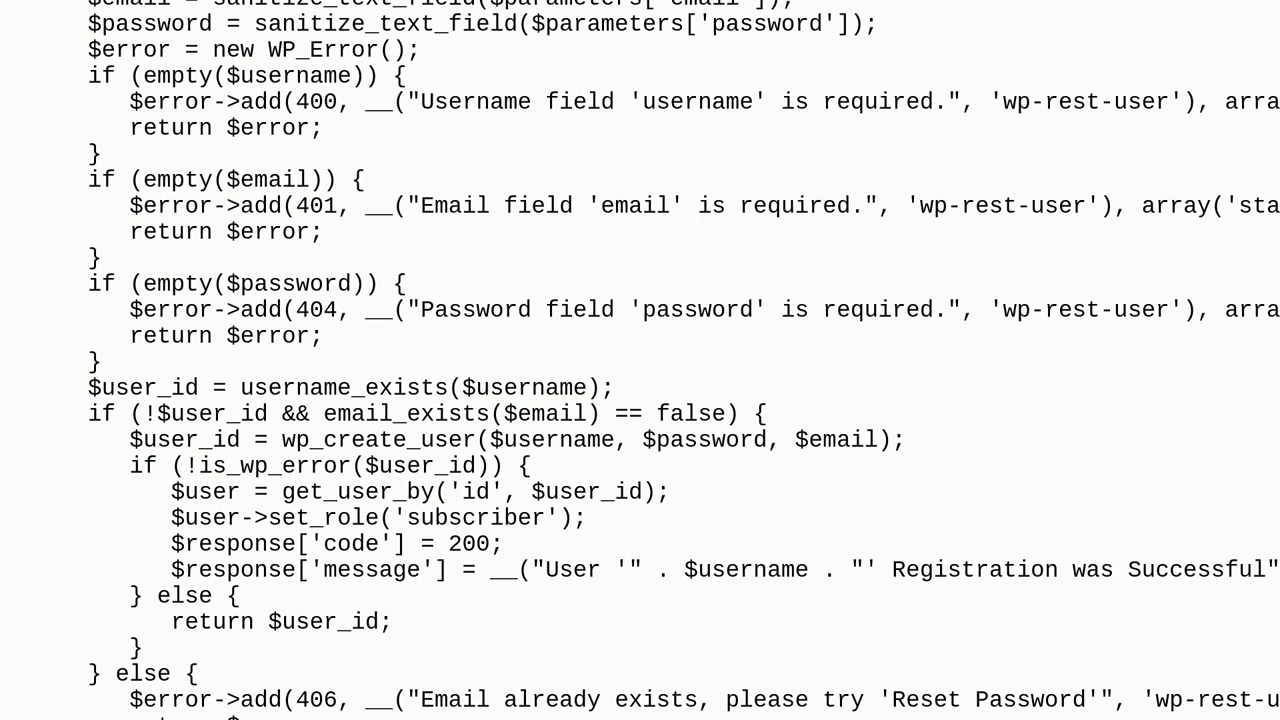 $email = sanitize_text_field($parameters['email']);
$password = sanitize_text_field($parameters['password']);
$error = new WP_Error();
if (empty($username)) {
$error->add(400, __("Username field 'username' is required.", 'wp-rest-user'), arra
return $error;
}
if (empty($email)) {
$error->add(401, __("Email field 'email' is required.", 'wp-rest-user'), array('sta
return $error;
}
if (empty($password)) {
$error->add(404, __("Password field 'password' is required.", 'wp-rest-user'), arra
return $error;
}
$user_id = username_exists($username);
if (!$user_id && email_exists($email) == false) {
$user_id = wp_create_user($username, $password, $email);
if (!is_wp_error($user_id)) {
$user = get_user_by('id', $user_id);
$user->set_role('subscriber');
$response['code'] = 200;
$response['message'] = __("User '" . $username . "' Registration was Successful"
} else {
return $user_id;
}
} else {
$error->add(406, __("Email already exists, please try 'Reset Password'", 'wp-rest-u